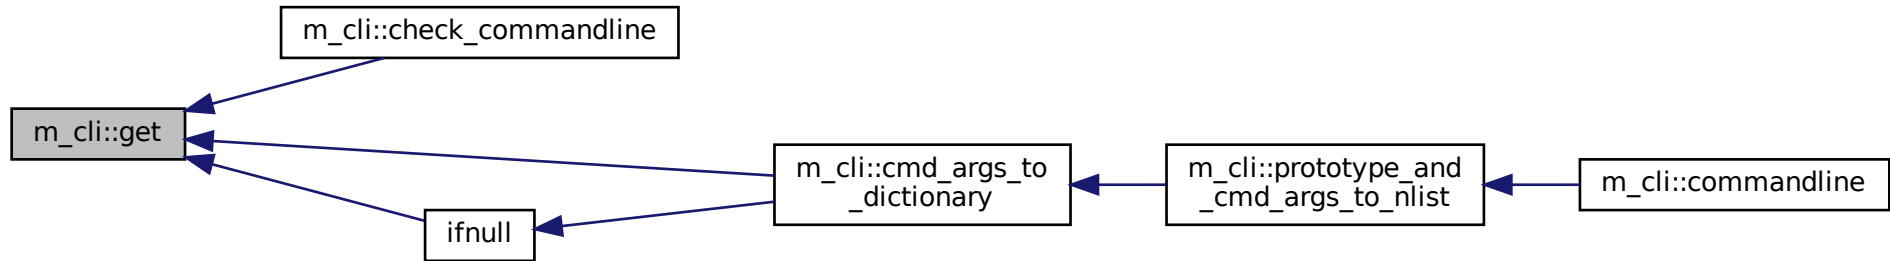 m_cli::check_commandline
m_cli::get
m_cli::cmd_args_to
_dictionary
m_cli::prototype_and
_cmd_args_to_nlist
m_cli::commandline
ifnull